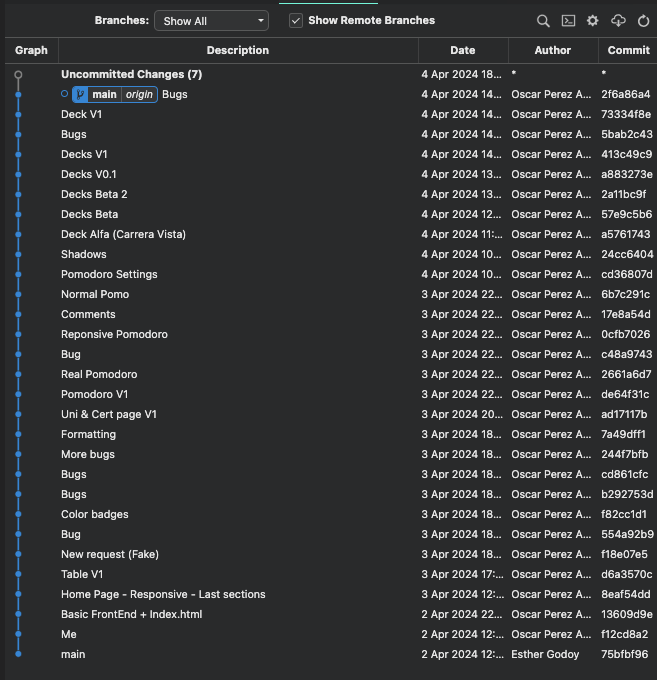 Branches: Show All Show Remote Branches
Graph Description Date Author Commit
Uncommitted Changes (7) 4 Apr 2024 18... * *
main origin Bugs 4 Apr 2024 14... Oscar Perez A... 2f6a86a4
Deck V1 4 Apr 2024 14... Oscar Perez A... 73334f8e
Bugs 4 Apr 2024 14... Oscar Perez A... 5bab2c43
Decks V1 4 Apr 2024 14... Oscar Perez A... 413c49c9
Decks V0.1 4 Apr 2024 13... Oscar Perez A... a883273e
Decks Beta 2 4 Apr 2024 13... Oscar Perez A... 2a11bc9f
Decks Beta 4 Apr 2024 12... Oscar Perez A... 57e9c5b6
Deck Alfa (Carrera Vista) 4 Apr 2024 11:... Oscar Perez A... a5761743
Shadows 4 Apr 2024 10... Oscar Perez A... 24cc6404
Pomodoro Settings 4 Apr 2024 10... Oscar Perez A... cd36807d
Normal Pomo 3 Apr 2024 22... Oscar Perez A... 6b7c291c
Comments 3 Apr 2024 22... Oscar Perez A... 17e8a54d
Reponsive Pomodoro 3 Apr 2024 22... Oscar Perez A... 0cfb7026
Bug 3 Apr 2024 22... Oscar Perez A... c48a9743
Real Pomodoro 3 Apr 2024 22... Oscar Perez A... 2661a6d7
Pomodoro V1 3 Apr 2024 22... Oscar Perez A... de64f31c
Uni & Cert page V1 3 Apr 2024 20... Oscar Perez A... ad17117b
Formatting 3 Apr 2024 18... Oscar Perez A... 7a49dff1
More bugs 3 Apr 2024 18... Oscar Perez A... 244f7bfb
Bugs 3 Apr 2024 18... Oscar Perez A... cd861cfc
Bugs 3 Apr 2024 18... Oscar Perez A... b292753d
Color badges 3 Apr 2024 18... Oscar Perez A... f82cc1d1
Bug 3 Apr 2024 18... Oscar Perez A... 554a92b9
New request (Fake) 3 Apr 2024 18... Oscar Perez A... f18e07e5
Table V1 3 Apr 2024 17:... Oscar Perez A... d6a3570c
Home Page - Responsive - Last sections 3 Apr 2024 12:... Oscar Perez A... 8eaf54dd
Basic FrontEnd + Index.html 2 Apr 2024 22... Oscar Perez A... 13609d9e
Me 2 Apr 2024 12:... Oscar Perez A... f12cd8a2
main 2 Apr 2024 12:... Esther Godoy 75bfbf96